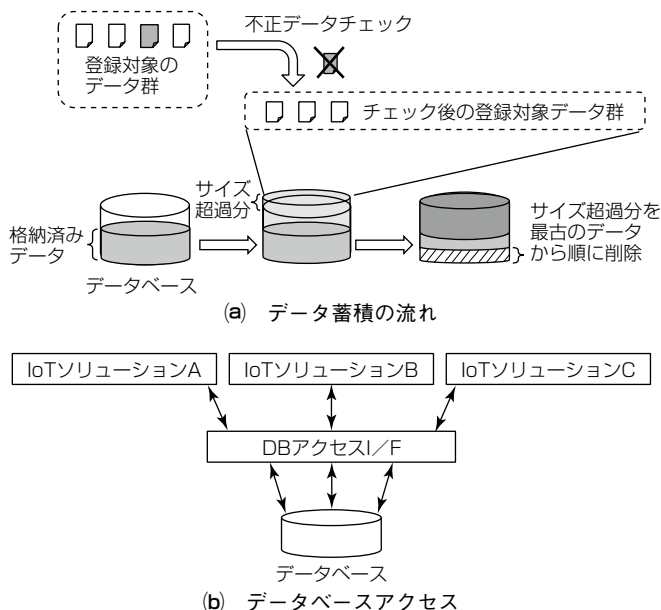 不正データチェック
登録対象の
データ群
チェック後の登録対象データ群
サイズ
超過分
格納済み
データ
データベース
サイズ超過分を
最古のデータ
から順に削除
(a) データ蓄積の流れ
IoTソリューションA
IoTソリューションB
IoTソリューションC
DBアクセスI/F
データベース
(b) データベースアクセス